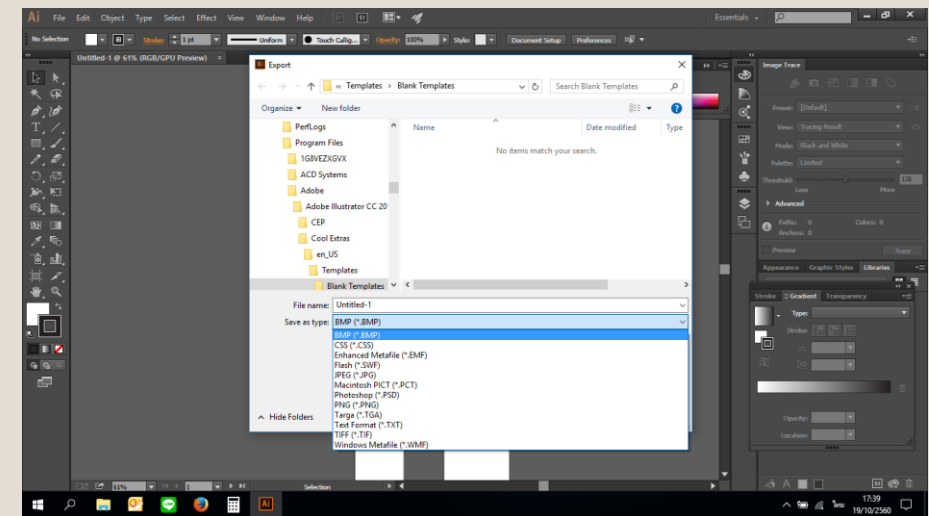 Ai File Edit Object Type Select Effect View Window Help St Essentials
No Selection Stroke: 1 pt Uniform Touch Callig... Opacity: 100% Style: Document Setup Preferences
Untitled-1 @ 61% (RGB/GPU Preview) ×
Export
« Templates > Blank Templates
Search Blank Templates
Organize New folder
Name Date modified Type
No items match your search.
PerfLogs
Program Files
1G8VEZXGVX
ACD Systems
Adobe
Adobe Illustrator CC 20
CEP
Cool Extras
en_US
Templates
Blank Templates
File name: Untitled-1
Save as type: BMP (*.BMP)
BMP (*.BMP)
CSS (*.CSS)
Enhanced Metafile (*.EMF)
Flash (*.SWF)
JPEG (*.JPG)
Macintosh PICT (*.PCT)
Photoshop (*.PSD)
PNG (*.PNG)
Targa (*.TGA)
Text Format (*.TXT)
TIFF (*.TIF)
Windows Metafile (*.WMF)
Hide Folders
Image Trace
Preset: [Default]
View: Tracing Result
Mode: Black and White
Palette: Limited
Threshold: 128
Less More
Advanced
Paths: 0 Colors: 0
Anchors: 0
Preview Trace
Appearance Graphic Styles Libraries
Stroke Gradient Transparency
Type:
Stroke:
Opacity:
Location:
61% 1 Selection
St
17:39
19/10/2560